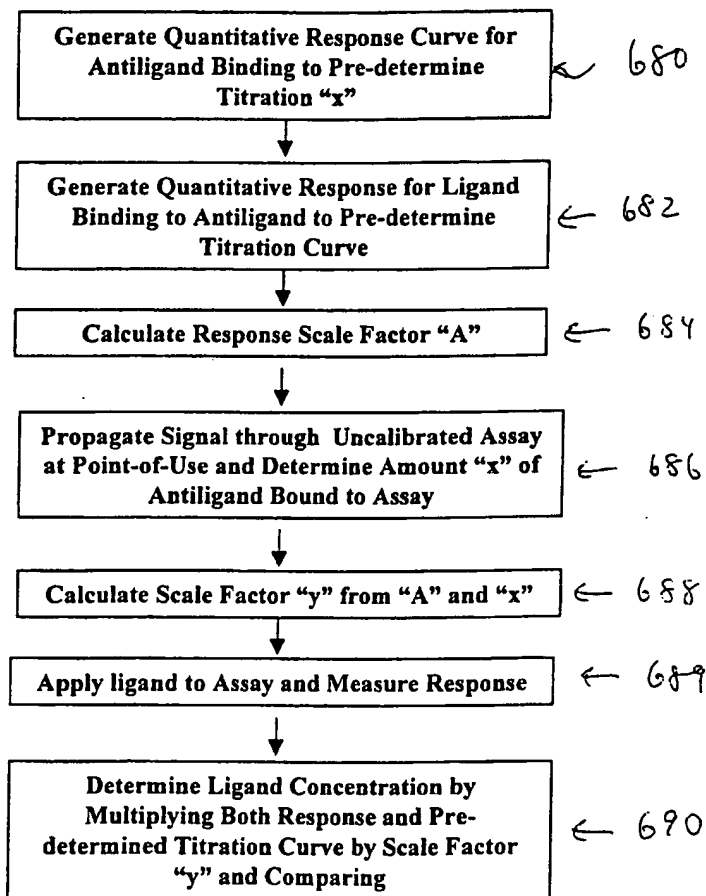 Generate Quantitative Response Curve for
Antiligand Binding to Pre-determine
Titration “x”
680
Generate Quantitative Response for Ligand
Binding to Antiligand to Pre-determine
Titration Curve
682
Calculate Response Scale Factor “A”
684
Propagate Signal through Uncalibrated Assay
at Point-of-Use and Determine Amount “x” of
Antiligand Bound to Assay
686
Calculate Scale Factor “y” from “A” and “x”
688
Apply ligand to Assay and Measure Response
689
Determine Ligand Concentration by
Multiplying Both Response and Pre-
determined Titration Curve by Scale Factor
“y” and Comparing
690